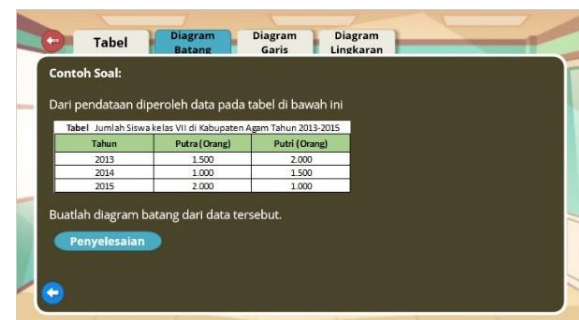 Tabel
Diagram Batang
Diagram Garis
Diagram Lingkaran
Contoh Soal:
Dari pendataan diperoleh data pada tabel di bawah ini
Tabel Jumlah Siswa kelas VII di Kabupaten Agam Tahun 2013-2015
Tahun Putra (Orang) Putri (Orang)
2013 1.500 2.000
2014 1.000 1.500
2015 2.000 1.000
Buatlah diagram batang dari data tersebut.
Penyelesaian